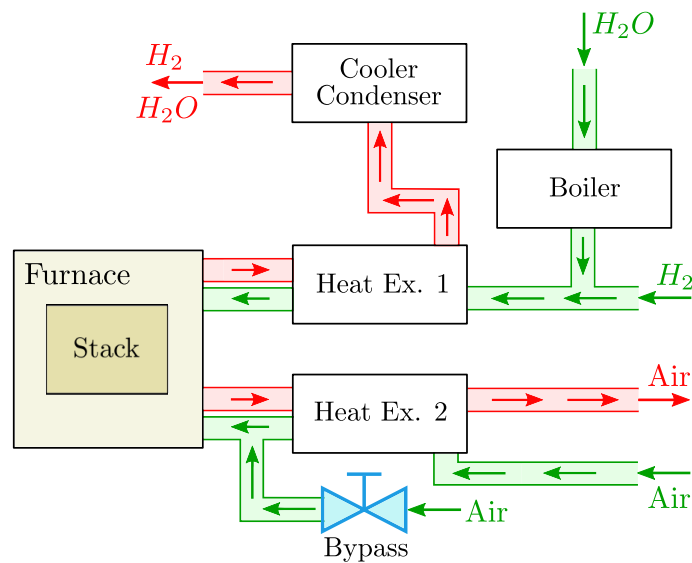 H₂O
H₂
H₂O
Cooler
Condenser
Boiler
Furnace
Heat Ex. 1
H₂
Stack
Heat Ex. 2
Air
Air
Air
Bypass